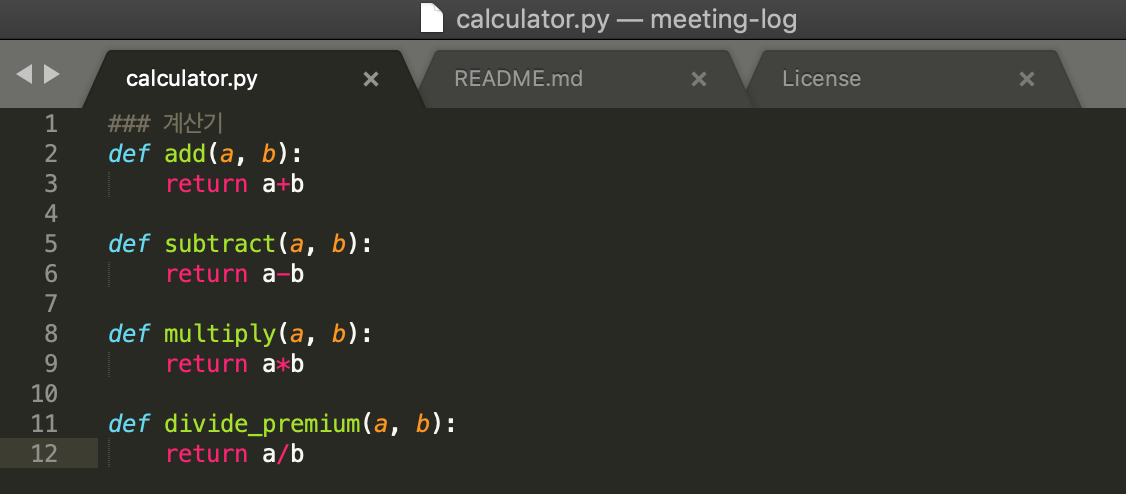 calculator.py — meeting-log
calculator.py × README.md × License ×
1 ### 계산기
2 def add(a, b):
3     return a+b
4
5 def subtract(a, b):
6     return a-b
7
8 def multiply(a, b):
9     return a*b
10
11 def divide_premium(a, b):
12     return a/b